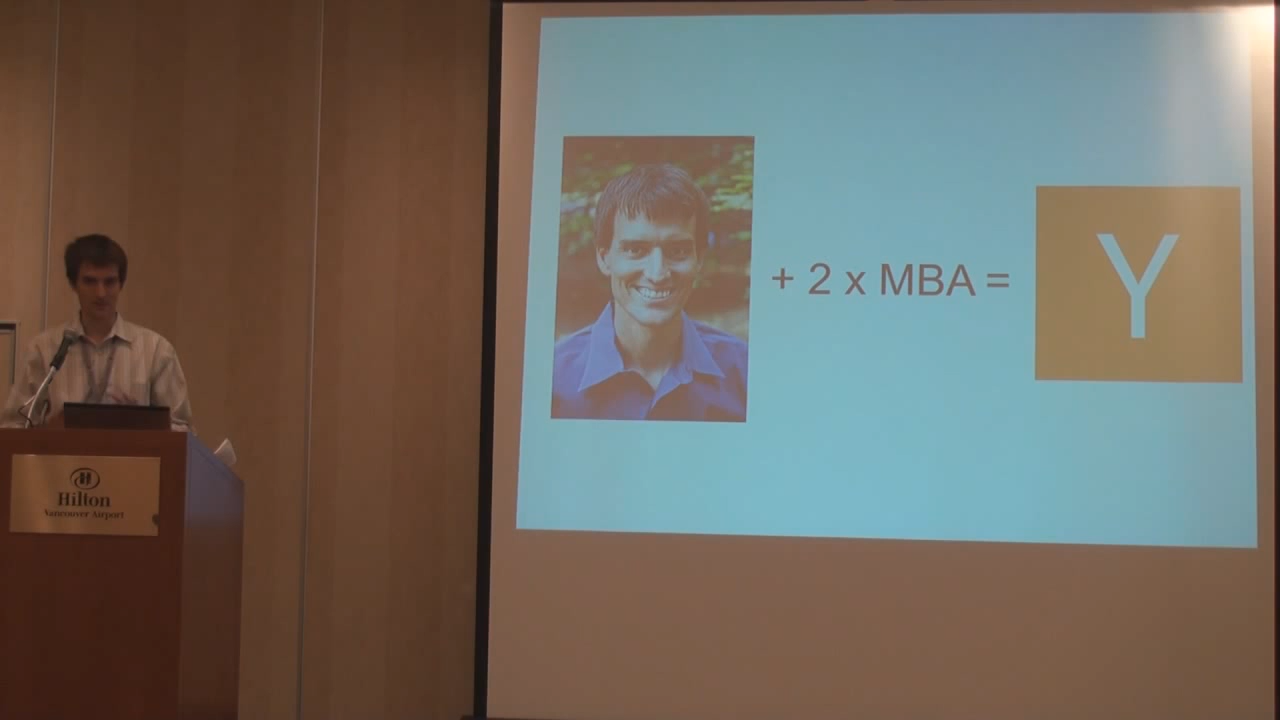 Hilton
Vancouver Airport
+ 2 x MBA =
Y